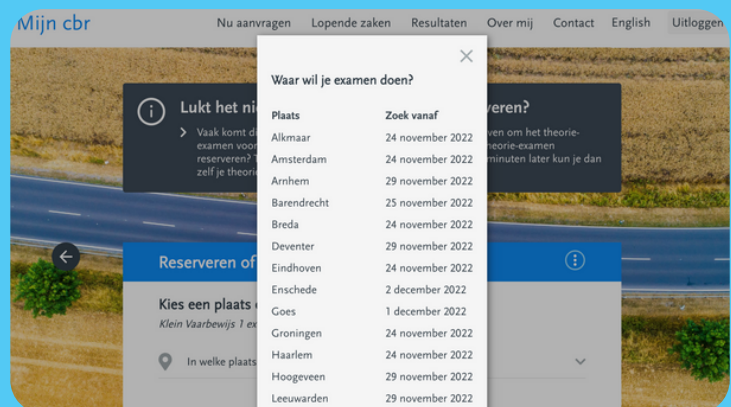 Mijn cbr
Nu aanvragen Lopende zaken Resultaten Over mij Contact English Uitloggen
Waar wil je examen doen?
Lukt het veren?
Vaak komt ven om het theorie-
examen voor heorie-examen
reserveren? minuten later kun je dan
zelf je
Plaats Zoek vanaf
Alkmaar 24 november 2022
Amsterdam 24 november 2022
Arnhem 29 november 2022
Barendrecht 25 november 2022
Breda 24 november 2022
Deventer 29 november 2022
Eindhoven 24 november 2022
Enschede 2 december 2022
Goes 1 december 2022
Groningen 24 november 2022
Haarlem 24 november 2022
Hoogeveen 29 november 2022
Leeuwarden 29 november 2022
Reserveren of
Kies een plaats
Klein Vaarbewijs 1 ex
In welke plaats